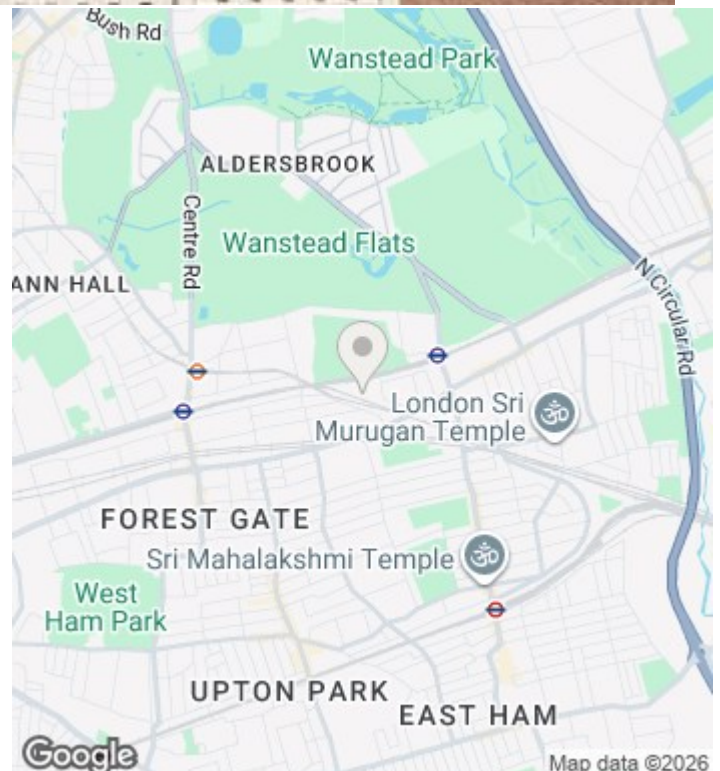 Bush Rd
Wanstead Park
ALDERSBROOK
Centre Rd
Wanstead Flats
ANN HALL
N Circular Rd
London Sri
Murugan Temple
FOREST GATE
Sri Mahalakshmi Temple
West
Ham Park
UPTON PARK
EAST HAM
Google
Map data ©2026